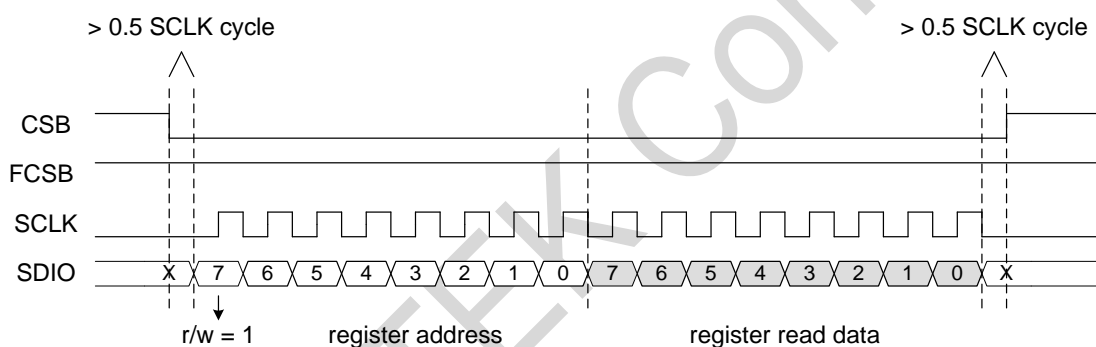 > 0.5 SCLK cycle > 0.5 SCLK cycle
CSB
FCSB
SCLK
SDIO X 7 6 5 4 3 2 1 0 7 6 5 4 3 2 1 0 X
r/w = 1 register address register read data